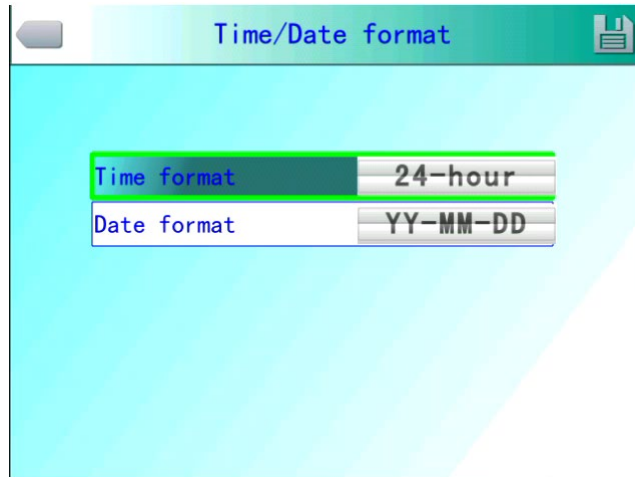 Time/Date format
Time format 24-hour
Date format YY-MM-DD